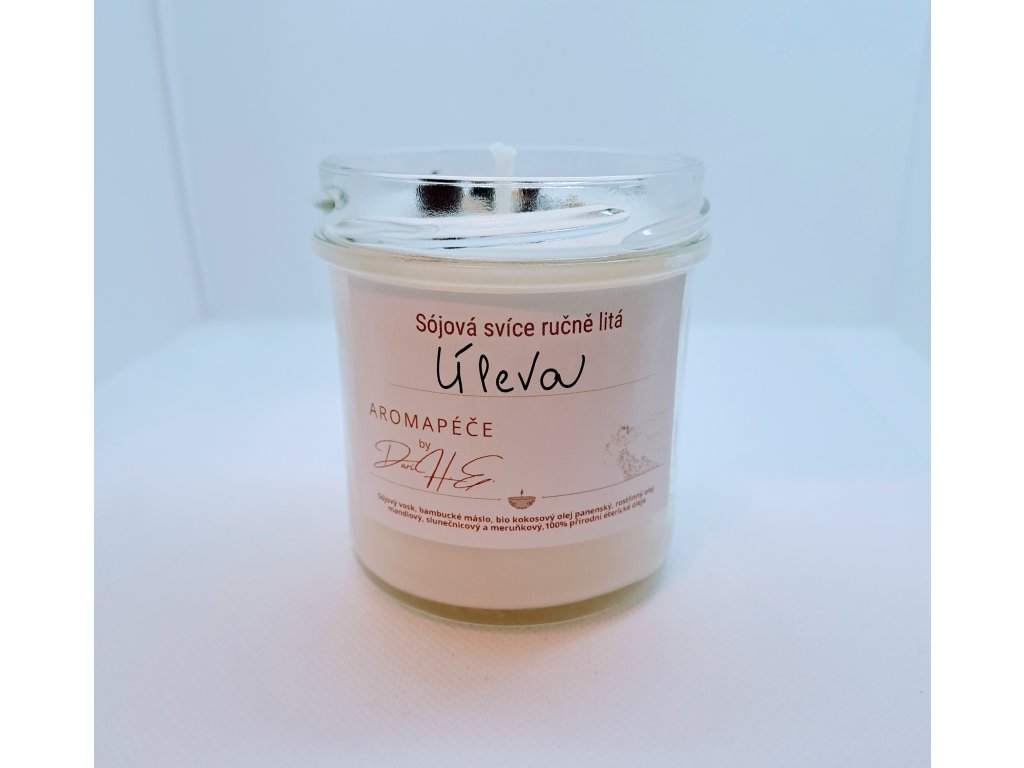 Sójová svíce ručně litá
Úleva
AROMAPÉČE
by
Dari H. E.
Sójový vosk, bambucké máslo, bio kokosový olej panenský, rostlinný olej
mandlový, slunečnicový a meruňkový, 100% přírodní éterické oleje